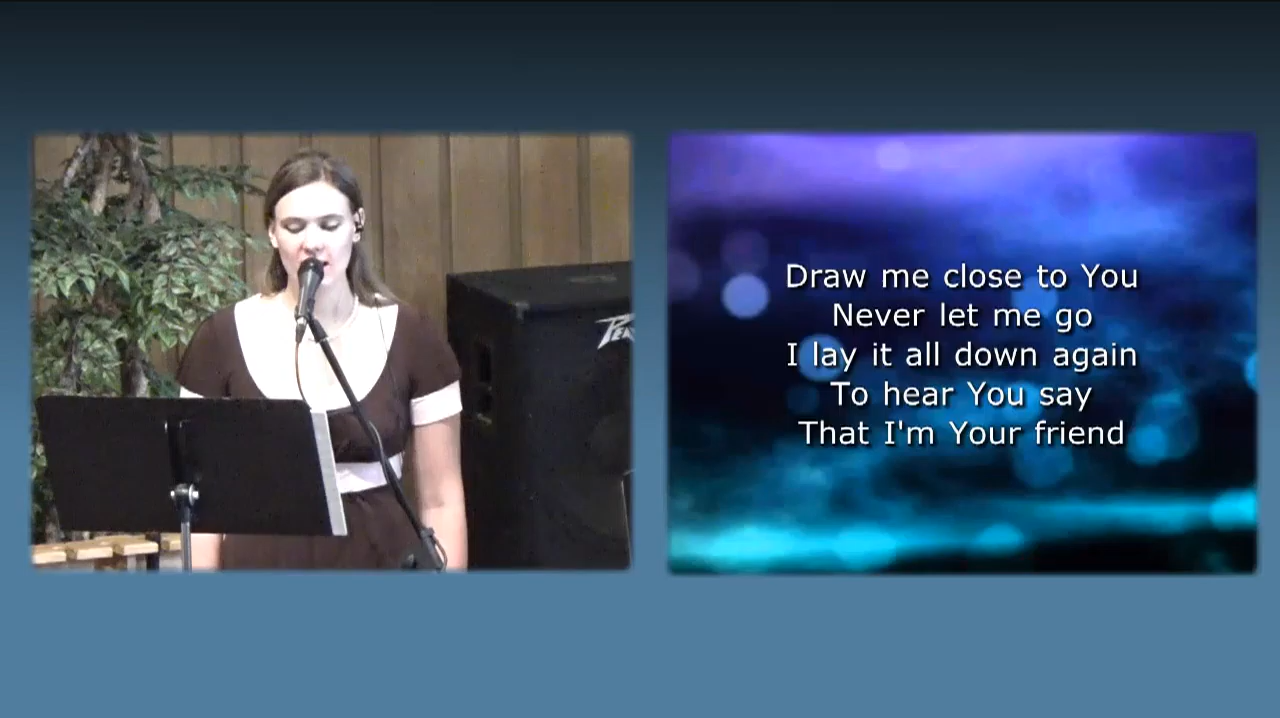 Draw me close to You
Never let me go
I lay it all down again
To hear You say
That I'm Your friend